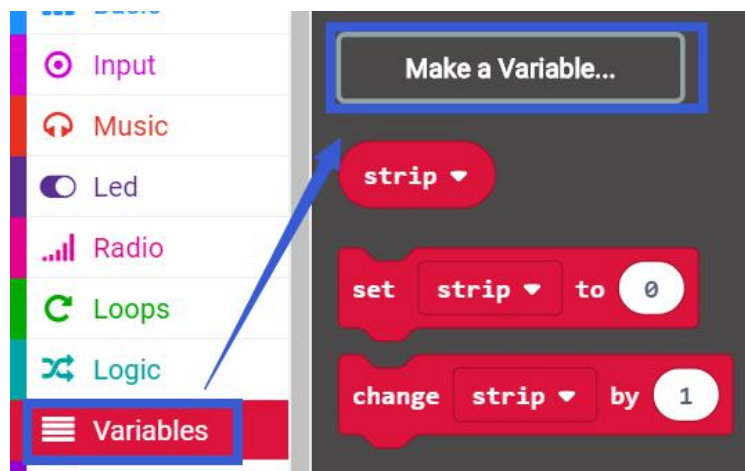 Input
Music
Led
Radio
Loops
Logic
Variables
Make a Variable...
strip
set strip to 0
change strip by 1